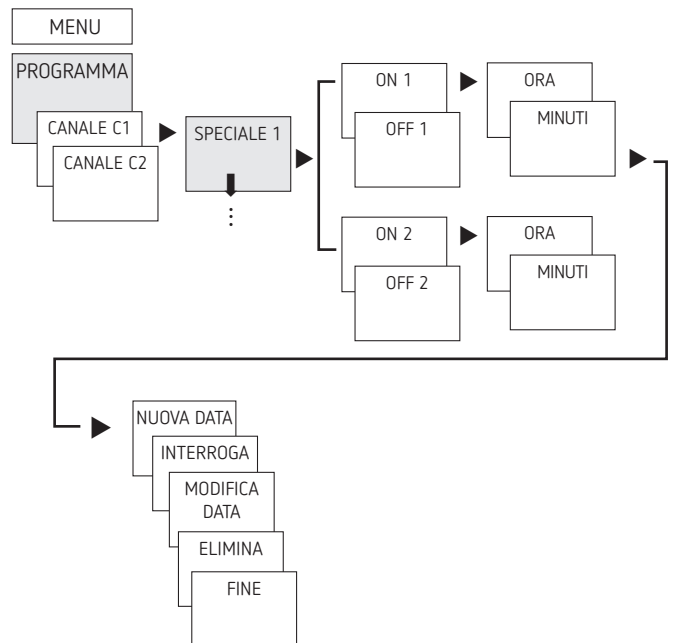 MENU
PROGRAMMA
CANALE C1
CANALE C2
SPECIALE 1
ON 1
OFF 1
ORA
MINUTI
ON 2
OFF 2
ORA
MINUTI
NUOVA DATA
INTERROGA
MODIFICA
DATA
ELIMINA
FINE